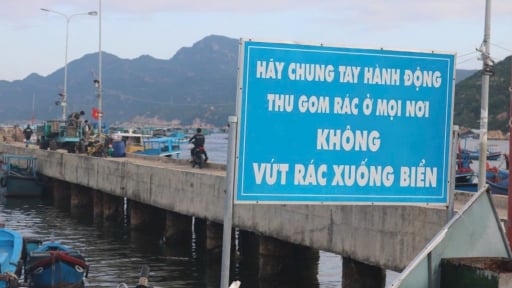 HÃY CHUNG TAY HÀNH ĐỘNG
THU GOM RÁC Ở MỌI NƠI
KHÔNG
VỨT RÁC XUỐNG BIỂN